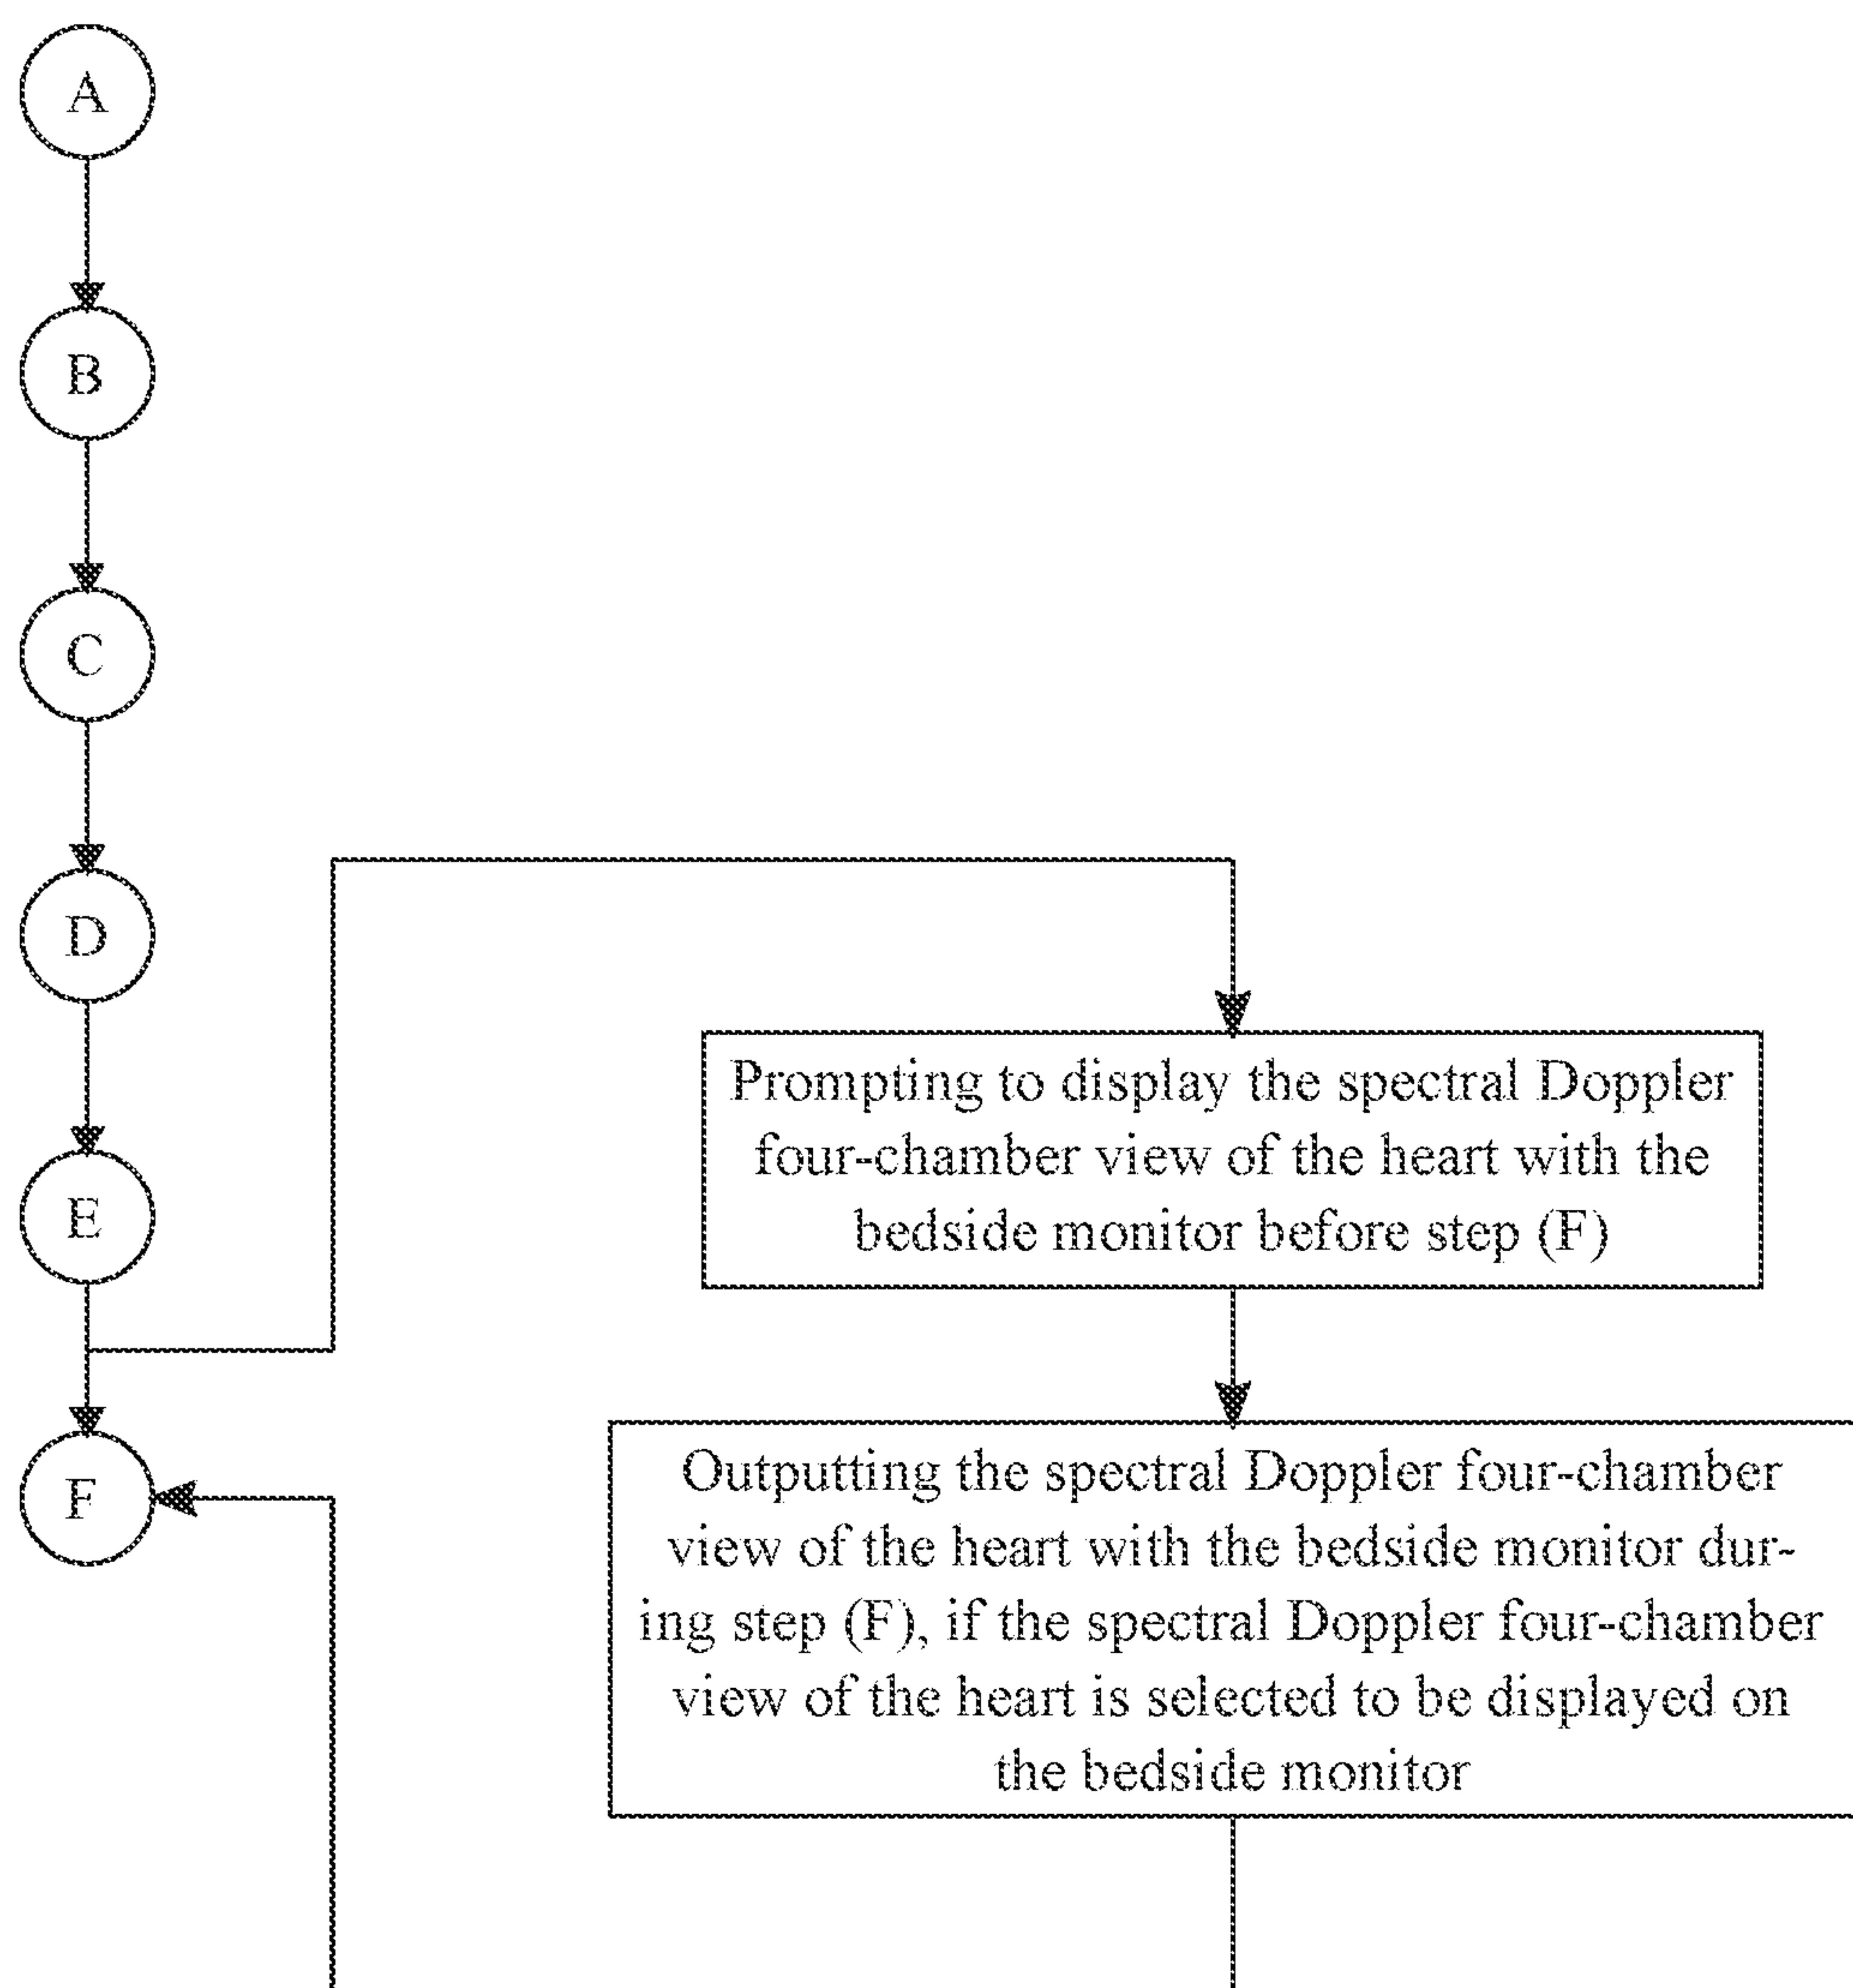 A
B
C
D
E
F
Prompting to display the spectral Doppler
four-chamber view of the heart with the
bedside monitor before step (F)
Outputting the spectral Doppler four-chamber
view of the heart with the bedside monitor dur-
ing step (F), if the spectral Doppler four-chamber
view of the heart is selected to be displayed on
the bedside monitor